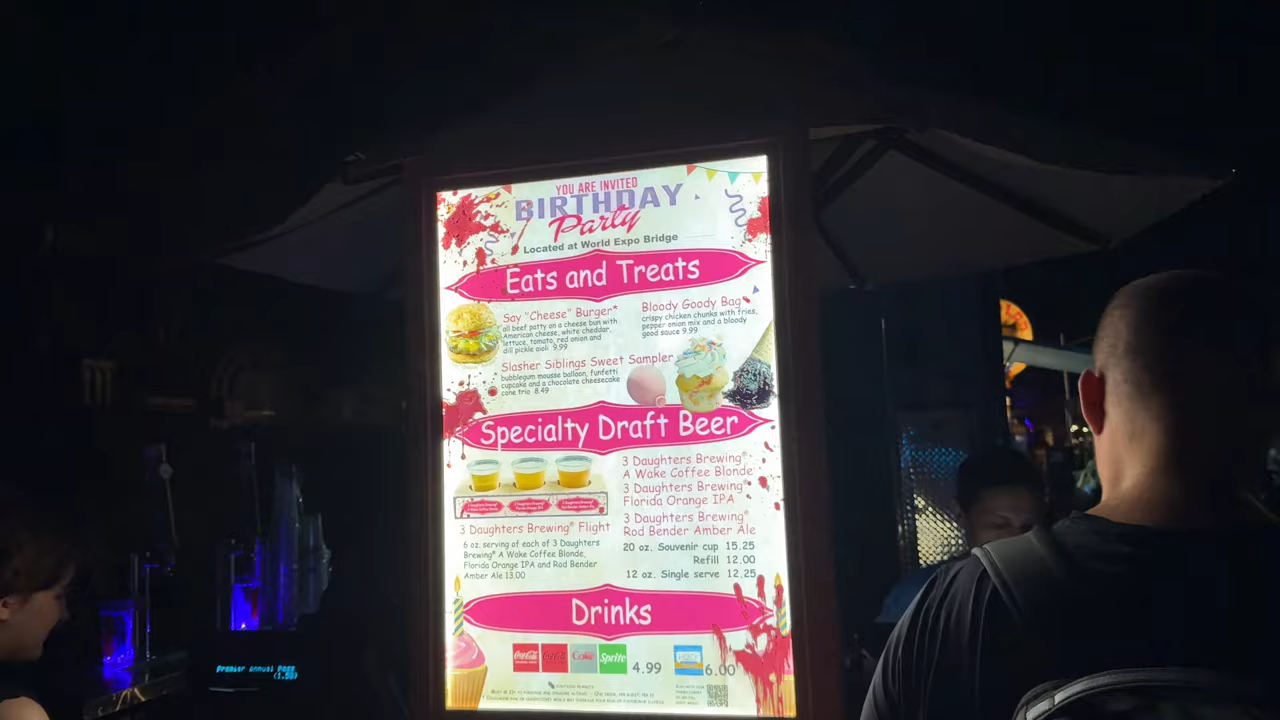 YOU ARE INVITED
BIRTHDAY
Party
Located at World Expo Bridge
Eats and Treats
Say "Cheese" Burger*
all beef patty on a cheese bun with
American cheese, white cheddar,
lettuce, tomato, red onion and
dill pickle aioli 9.99
Bloody Goody Bag
crispy chicken chunks with fries,
pepper onion mix and a bloody
good sauce 9.99
Slasher Siblings Sweet Sampler
bubblegum mousse balloon, funfetti
cupcake and a chocolate cheesecake
cone trio 8.49
Specialty Draft Beer
3 Daughters Brewing® Flight
6 oz. serving of each of 3 Daughters
Brewing® A Wake Coffee Blonde,
Florida Orange IPA and Rod Bender
Amber Ale 13.00
3 Daughters Brewing®
A Wake Coffee Blonde
3 Daughters Brewing®
Florida Orange IPA
3 Daughters Brewing®
Rod Bender Amber Ale
20 oz. Souvenir cup 15.25
Refill 12.00
12 oz. Single serve 12.25
Drinks
Coca-Cola
Coke
Sprite
4.99
6.00
Premier Annual Pass
(1.50)